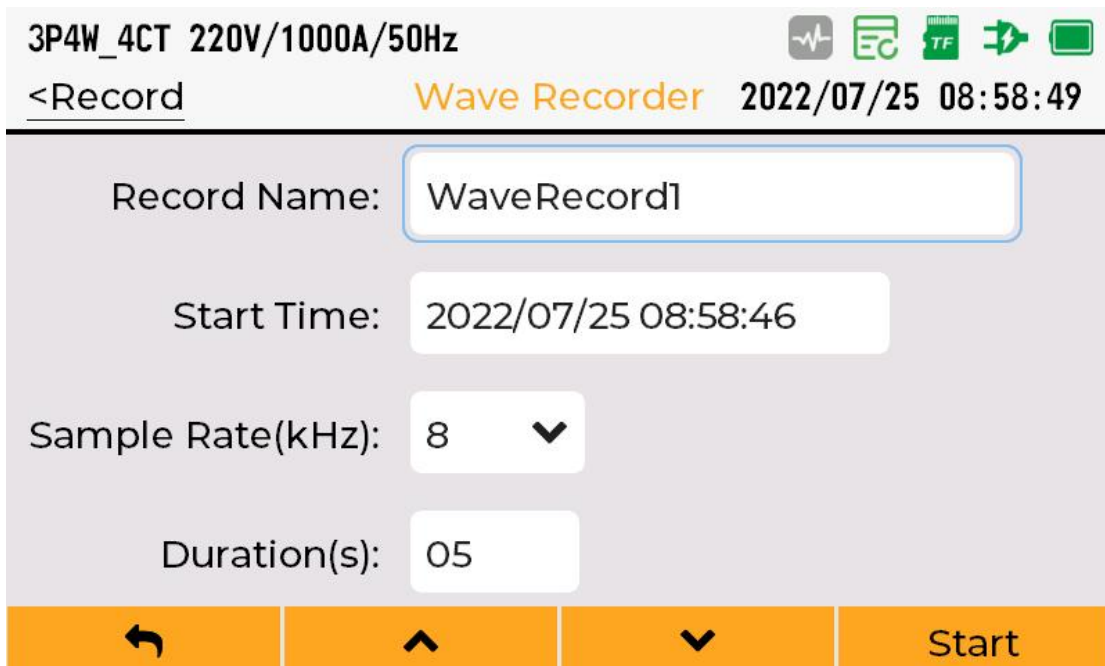 3P4W_4CT 220V/1000A/50Hz TF
<Record Wave Recorder 2022/07/25 08:58:49
Record Name: WaveRecord1
Start Time: 2022/07/25 08:58:46
Sample Rate(kHz): 8
Duration(s): 05
Start